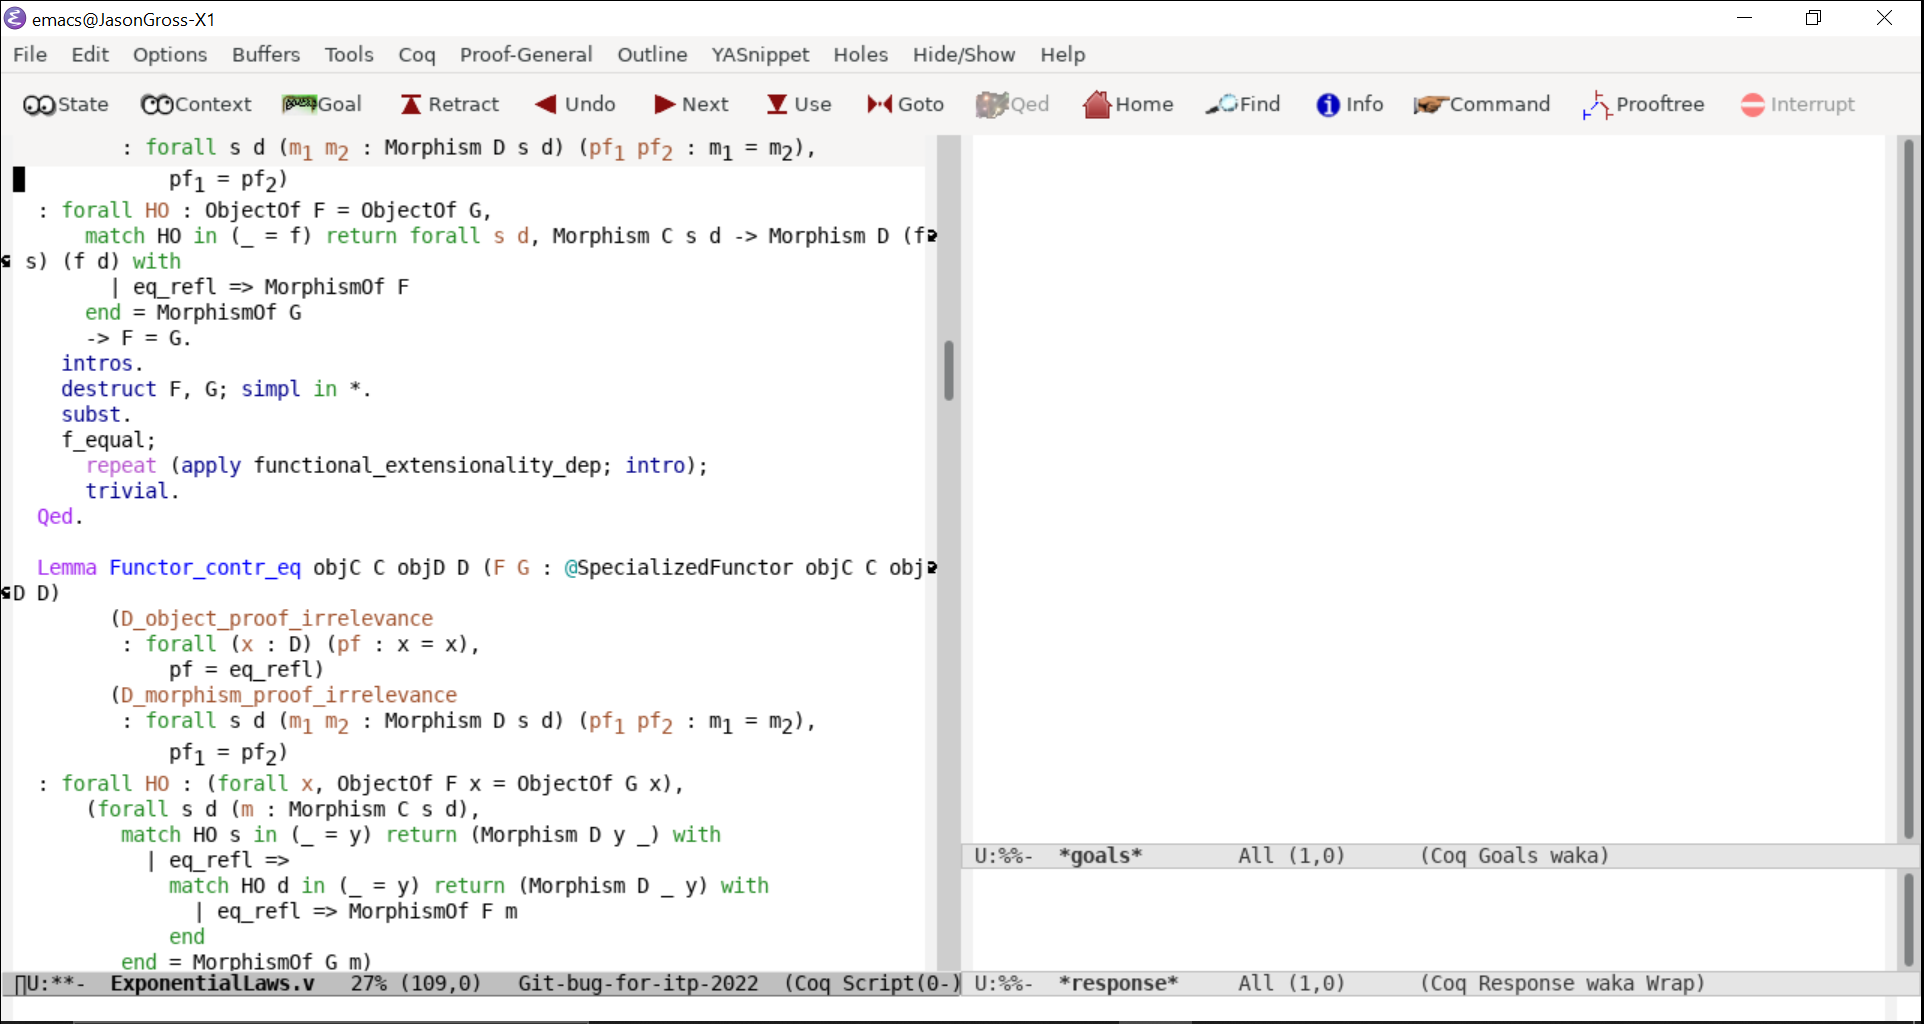 emacs@JasonGross-X1
File Edit Options Buffers Tools Coq Proof-General Outline YASnippet Holes Hide/Show Help
State Context Goal Retract Undo Next Use Goto Qed Home Find Info Command Prooftree Interrupt
: forall s d (m1 m2 : Morphism D s d) (pf1 pf2 : m1 = m2),
pf1 = pf2)
: forall HO : ObjectOf F = ObjectOf G,
match HO in (_ = f) return forall s d, Morphism C s d -> Morphism D (f
s) (f d) with
| eq_refl => MorphismOf F
end = MorphismOf G
-> F = G.
intros.
destruct F, G; simpl in *.
subst.
f_equal;
repeat (apply functional_extensionality_dep; intro);
trivial.
Qed.
Lemma Functor_contr_eq objC C objD D (F G : @SpecializedFunctor objC C obj
D D)
(D_object_proof_irrelevance
: forall (x : D) (pf : x = x),
pf = eq_refl)
(D_morphism_proof_irrelevance
: forall s d (m1 m2 : Morphism D s d) (pf1 pf2 : m1 = m2),
pf1 = pf2)
: forall HO : (forall x, ObjectOf F x = ObjectOf G x),
(forall s d (m : Morphism C s d),
match HO s in (_ = y) return (Morphism D y _) with
| eq_refl =>
match HO d in (_ = y) return (Morphism D _ y) with
| eq_refl => MorphismOf F m
end
end = MorphismOf G m)
U:**- ExponentialLaws.v 27% (109,0) Git-bug-for-itp-2022 (Coq Script(0-)
U:%%- *goals* All (1,0) (Coq Goals waka)
U:%%- *response* All (1,0) (Coq Response waka Wrap)